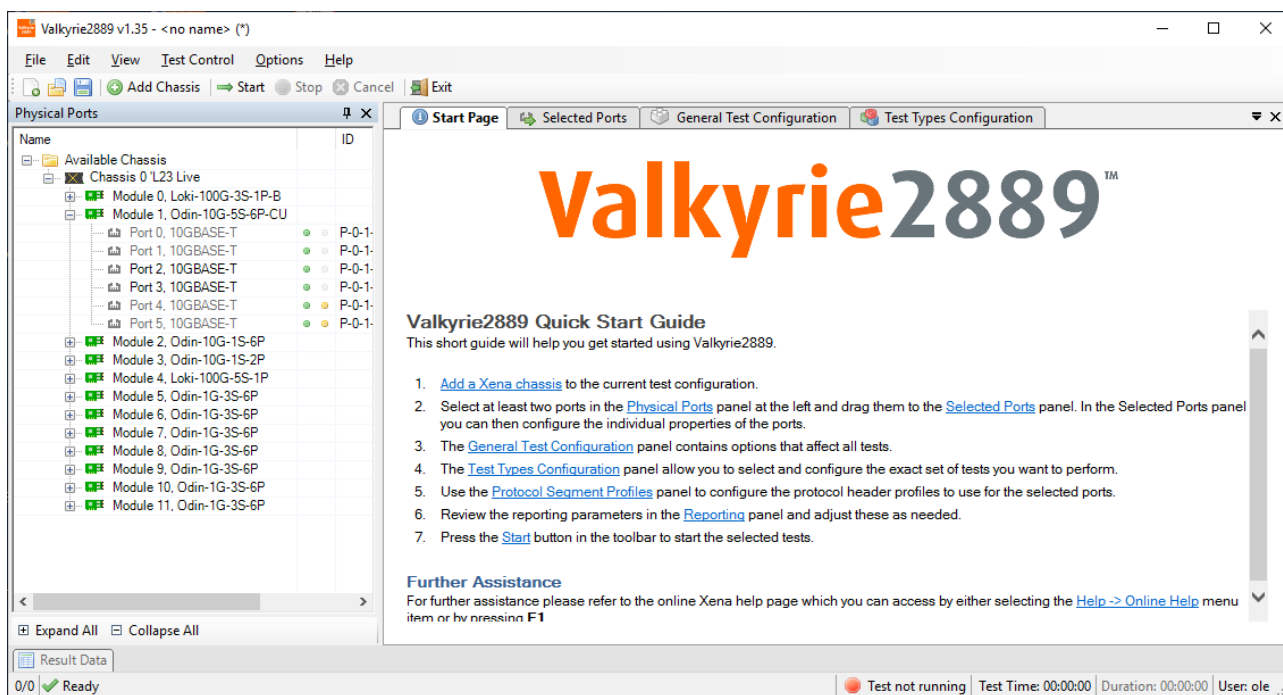 Valkyrie2889 v1.35 - <no name> (*)
File Edit View Test Control Options Help
Add Chassis Start Stop Cancel Exit
Physical Ports
Name ID
Available Chassis
Chassis 0 'L23 Live
Module 0, Loki-100G-3S-1P-B
Module 1, Odin-10G-5S-6P-CU
Port 0, 10GBASE-T P-0-1-
Port 1, 10GBASE-T P-0-1-
Port 2, 10GBASE-T P-0-1-
Port 3, 10GBASE-T P-0-1-
Port 4, 10GBASE-T P-0-1-
Port 5, 10GBASE-T P-0-1-
Module 2, Odin-10G-1S-6P
Module 3, Odin-10G-1S-2P
Module 4, Loki-100G-5S-1P
Module 5, Odin-1G-3S-6P
Module 6, Odin-1G-3S-6P
Module 7, Odin-1G-3S-6P
Module 8, Odin-1G-3S-6P
Module 9, Odin-1G-3S-6P
Module 10, Odin-1G-3S-6P
Module 11, Odin-1G-3S-6P
Expand All Collapse All
Start Page Selected Ports General Test Configuration Test Types Configuration
Valkyrie2889™
Valkyrie2889 Quick Start Guide
This short guide will help you get started using Valkyrie2889.
1. Add a Xena chassis to the current test configuration.
2. Select at least two ports in the Physical Ports panel at the left and drag them to the Selected Ports panel. In the Selected Ports panel
you can then configure the individual properties of the ports.
3. The General Test Configuration panel contains options that affect all tests.
4. The Test Types Configuration panel allow you to select and configure the exact set of tests you want to perform.
5. Use the Protocol Segment Profiles panel to configure the protocol header profiles to use for the selected ports.
6. Review the reporting parameters in the Reporting panel and adjust these as needed.
7. Press the Start button in the toolbar to start the selected tests.
Further Assistance
For further assistance please refer to the online Xena help page which you can access by either selecting the Help -> Online Help menu
item or by pressing F1
Result Data
0/0 Ready Test not running Test Time: 00:00:00 Duration: 00:00:00 User: ole